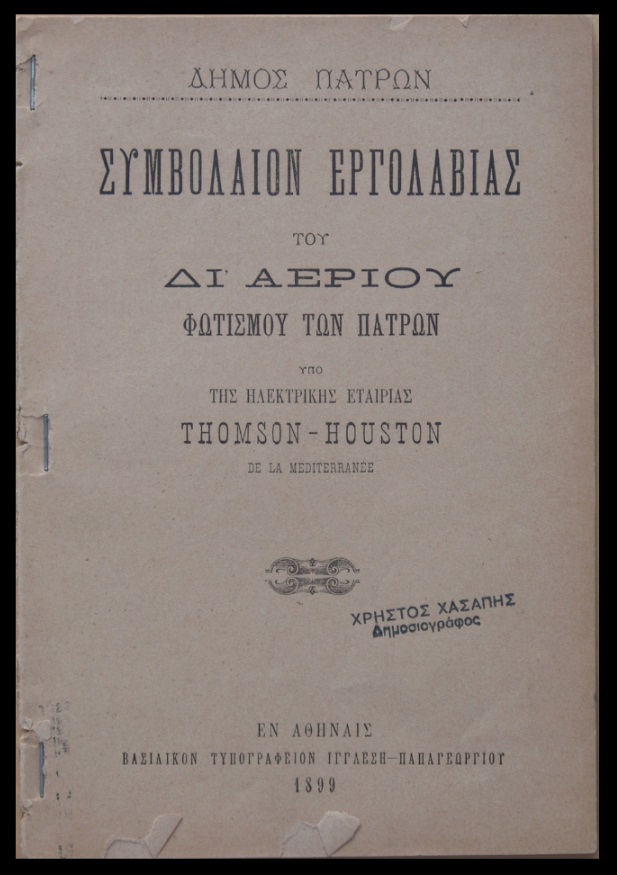 ΔΗΜΟΣ ΠΑΤΡΩΝ
ΣΥΜΒΟΛΑΙΟΝ ΕΡΓΟΛΑΒΙΑΣ
ΤΟΥ
ΔΙ' ΑΕΡΙΟΥ
ΦΩΤΙΣΜΟΥ ΤΩΝ ΠΑΤΡΩΝ
ΥΠΟ
ΤΗΣ ΗΛΕΚΤΡΙΚΗΣ ΕΤΑΙΡΙΑΣ
THOMSON-HOUSTON
DE LA MEDITERRANÉE
ΧΡΗΣΤΟΣ ΧΑΣΑΠΗΣ
Δημοσιογράφος
ΕΝ ΑΘΗΝΑΙΣ
ΒΑΣΙΛΙΚΟΝ ΤΥΠΟΓΡΑΦΕΙΟΝ ΙΓΓΛΕΣΗ—ΠΑΠΑΓΕΩΡΓΙΟΥ
1899